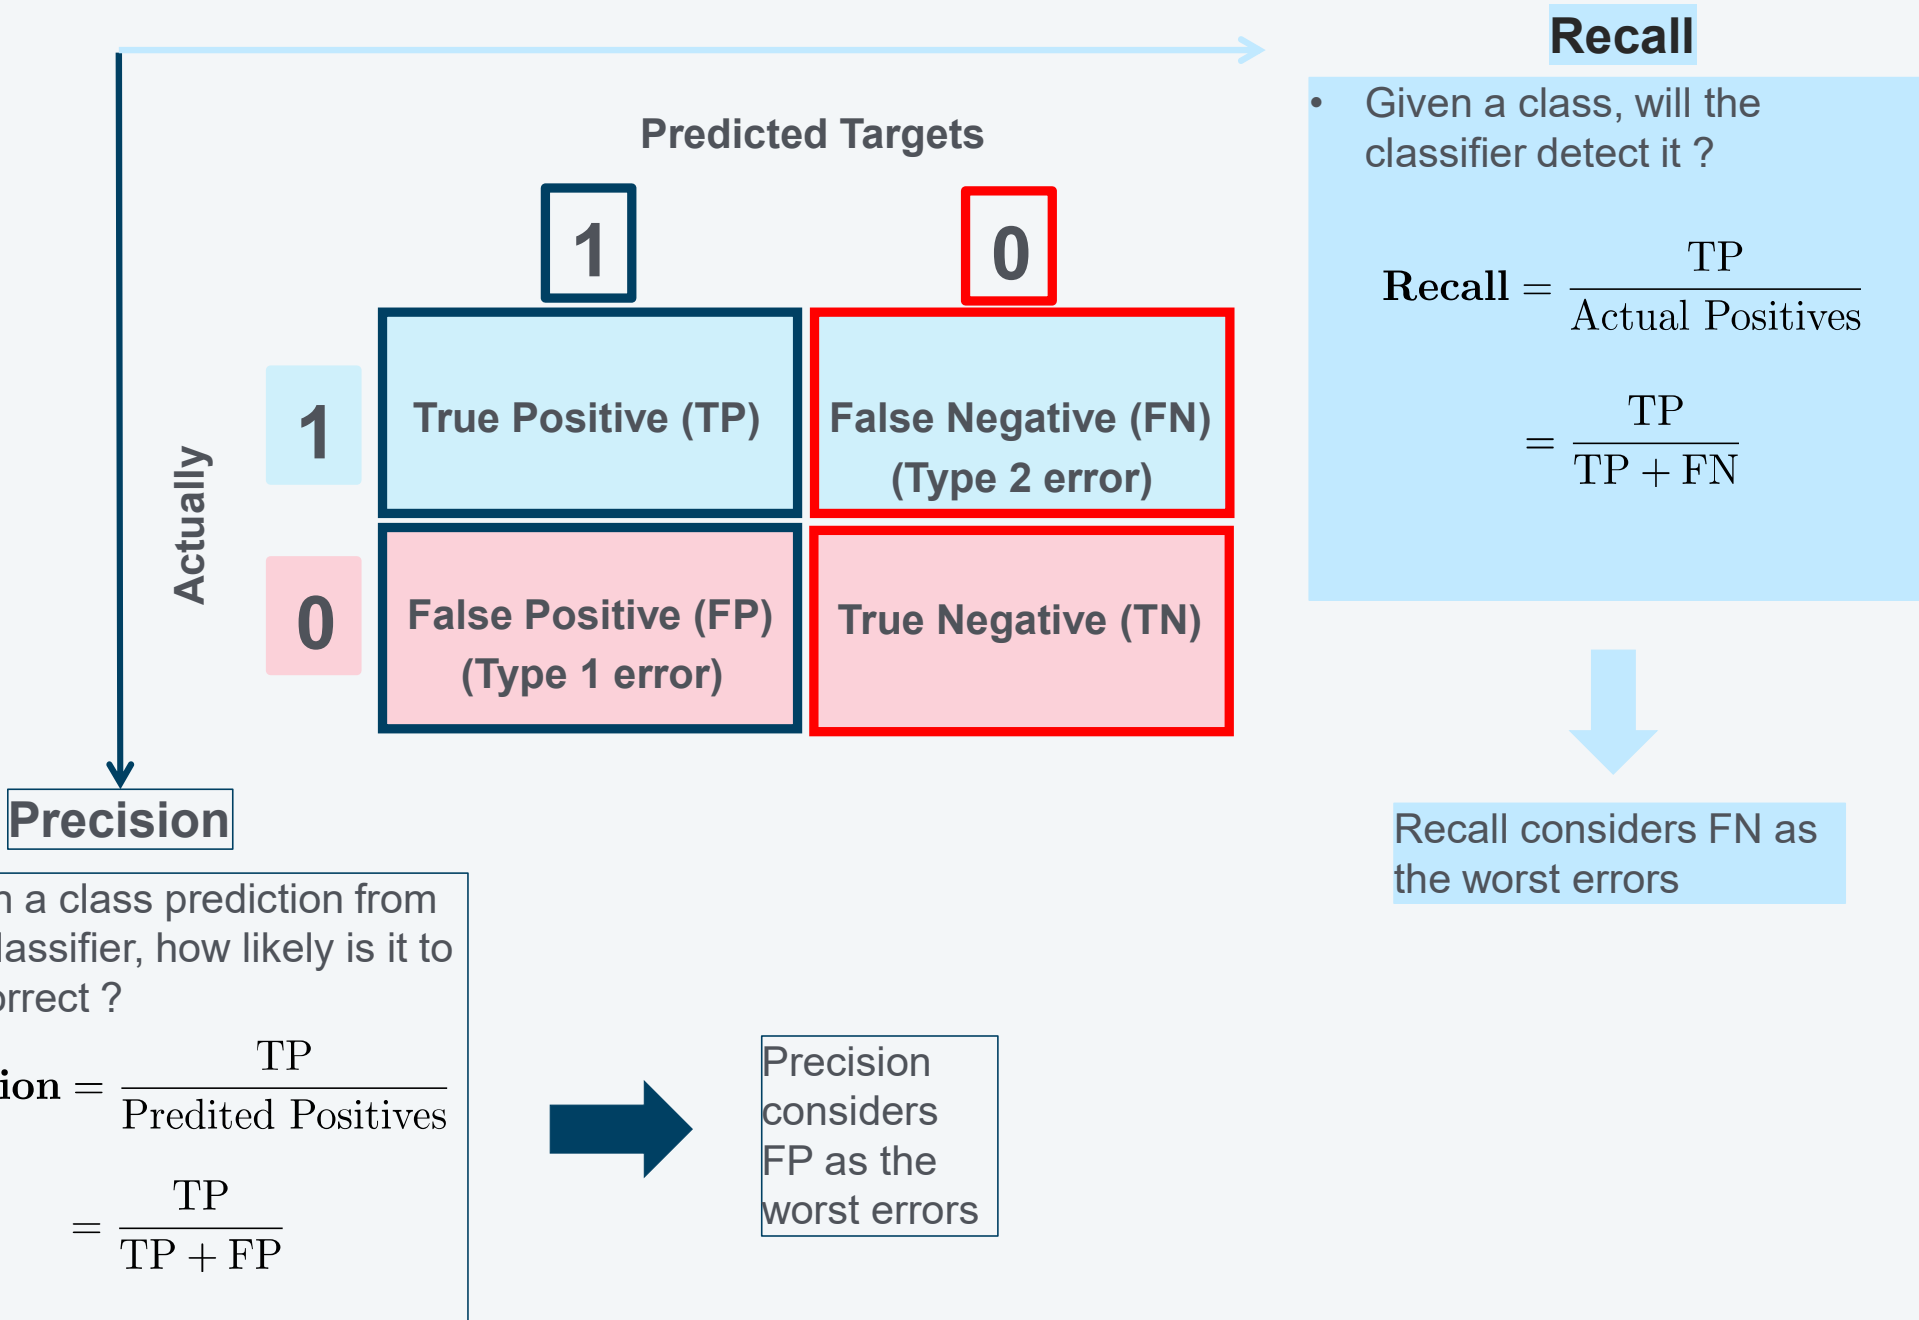 Recall
• Given a class, will the
classifier detect it ?
Recall = TP / Actual Positives
= TP / TP + FN
Predicted Targets
1 0
Actually
1
True Positive (TP)
False Negative (FN)
(Type 2 error)
0
False Positive (FP)
(Type 1 error)
True Negative (TN)
Recall considers FN as
the worst errors
Precision
n a class prediction from
lassifier, how likely is it to
orrect ?
ion = TP / Predited Positives
= TP / TP + FP
Precision
considers
FP as the
worst errors